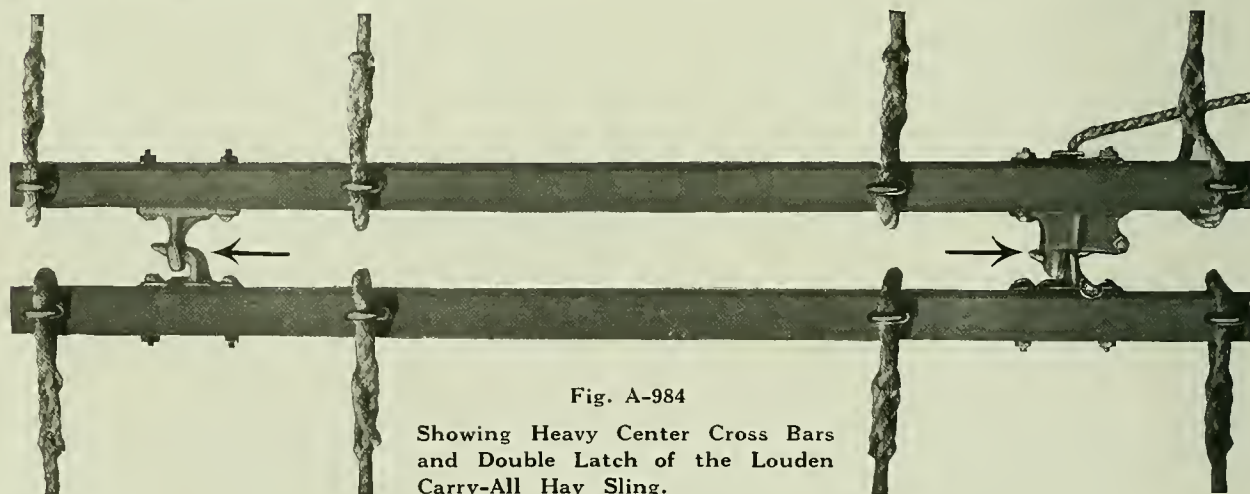 Fig. A-984
Showing Heavy Center Cross Bars
and Double Latch of the Louden
Carry-All Hay Sling.